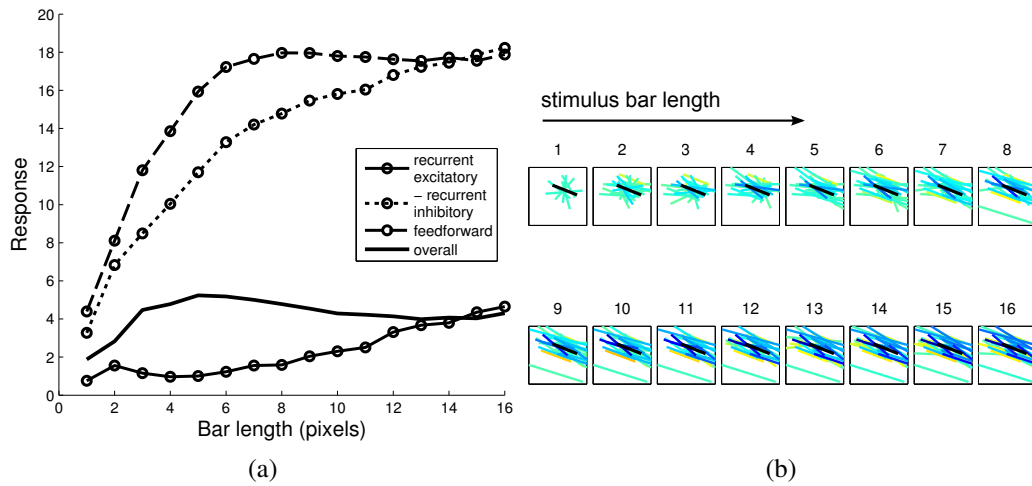 20
18
16
14
12
10
8
6
4
2
0
Response
0 2 4 6 8 10 12 14 16
Bar length (pixels)
recurrent
excitatory
− recurrent
inhibitory
feedforward
overall
(a)
stimulus bar length
1 2 3 4 5 6 7 8
9 10 11 12 13 14 15 16
(b)